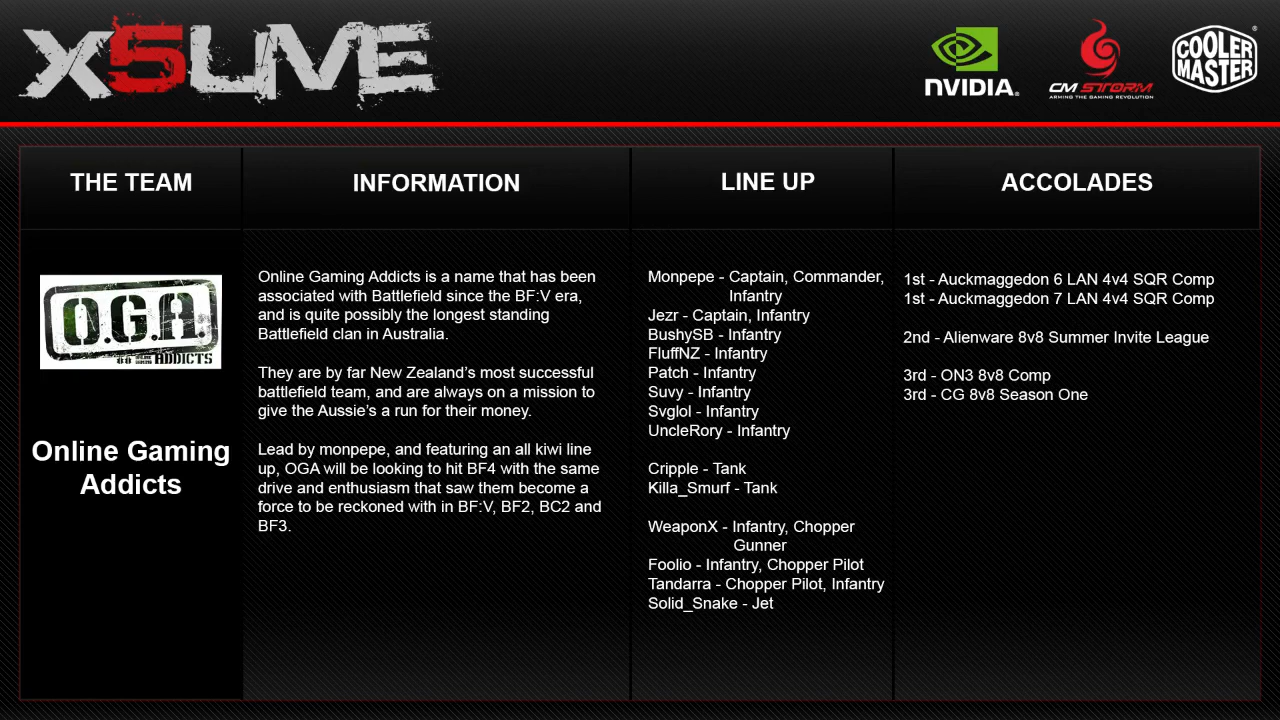 X5LIVE
NVIDIA.
CM STORM
ARMING THE GAMING REVOLUTION
COOLER
MASTER
THE TEAM
INFORMATION
LINE UP
ACCOLADES
O.G.A.
ADDICTS
Online Gaming
Addicts
Online Gaming Addicts is a name that has been
associated with Battlefield since the BF:V era,
and is quite possibly the longest standing
Battlefield clan in Australia.
They are by far New Zealand's most successful
battlefield team, and are always on a mission to
give the Aussie's a run for their money.
Lead by monpepe, and featuring an all kiwi line
up, OGA will be looking to hit BF4 with the same
drive and enthusiasm that saw them become a
force to be reckoned with in BF:V, BF2, BC2 and
BF3.
Monpepe - Captain, Commander,
Infantry
Jezr - Captain, Infantry
BushySB - Infantry
FluffNZ - Infantry
Patch - Infantry
Suvy - Infantry
Svglol - Infantry
UncleRory - Infantry
Cripple - Tank
Killa_Smurf - Tank
WeaponX - Infantry, Chopper
Gunner
Foolio - Infantry, Chopper Pilot
Tandarra - Chopper Pilot, Infantry
Solid_Snake - Jet
1st - Auckmaggedon 6 LAN 4v4 SQR Comp
1st - Auckmaggedon 7 LAN 4v4 SQR Comp
2nd - Alienware 8v8 Summer Invite League
3rd - ON3 8v8 Comp
3rd - CG 8v8 Season One